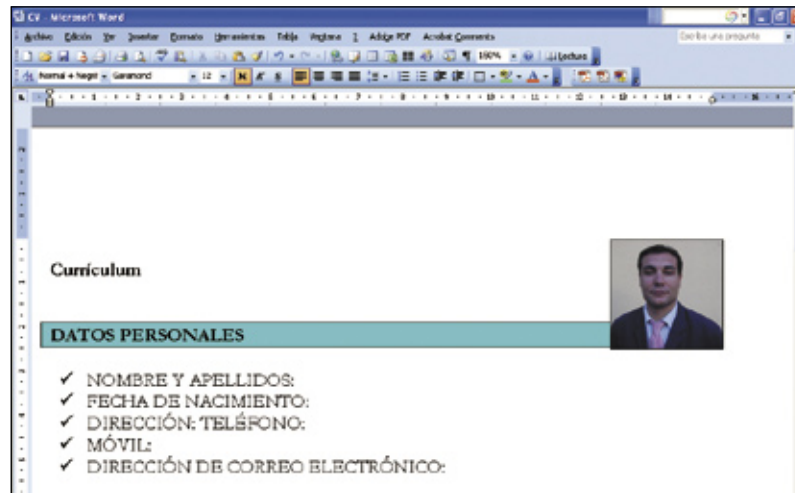 CV - Microsoft Word
Archivo Edición Ver Insertar Formato Herramientas Tabla Ventana ? Adobe PDF Acrobat Comments
Escriba una pregunta
100% Lectura
Normal + Negrit Garamond 12 N K S
Currículum
DATOS PERSONALES
✓ NOMBRE Y APELLIDOS:
✓ FECHA DE NACIMIENTO:
✓ DIRECCIÓN: TELÉFONO:
✓ MÓVIL:
✓ DIRECCIÓN DE CORREO ELECTRÓNICO: